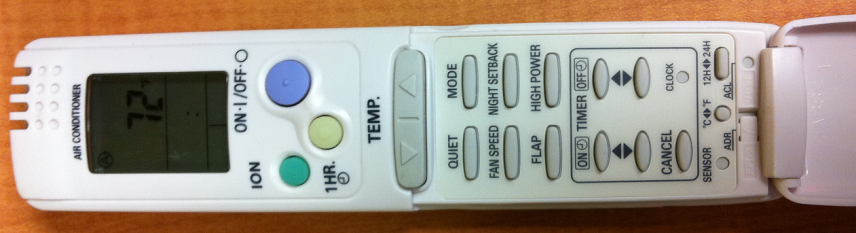 AIR CONDITIONER
72°F
ON·I/OFF·○
ION
1HR.
TEMP.
MODE
NIGHT SETBACK
HIGH POWER
QUIET
FAN SPEED
FLAP
TIMER
OFF
ON
CLOCK
CANCEL
12H◂▸24H
ACL
°C◂▸°F
SENSOR
ADR